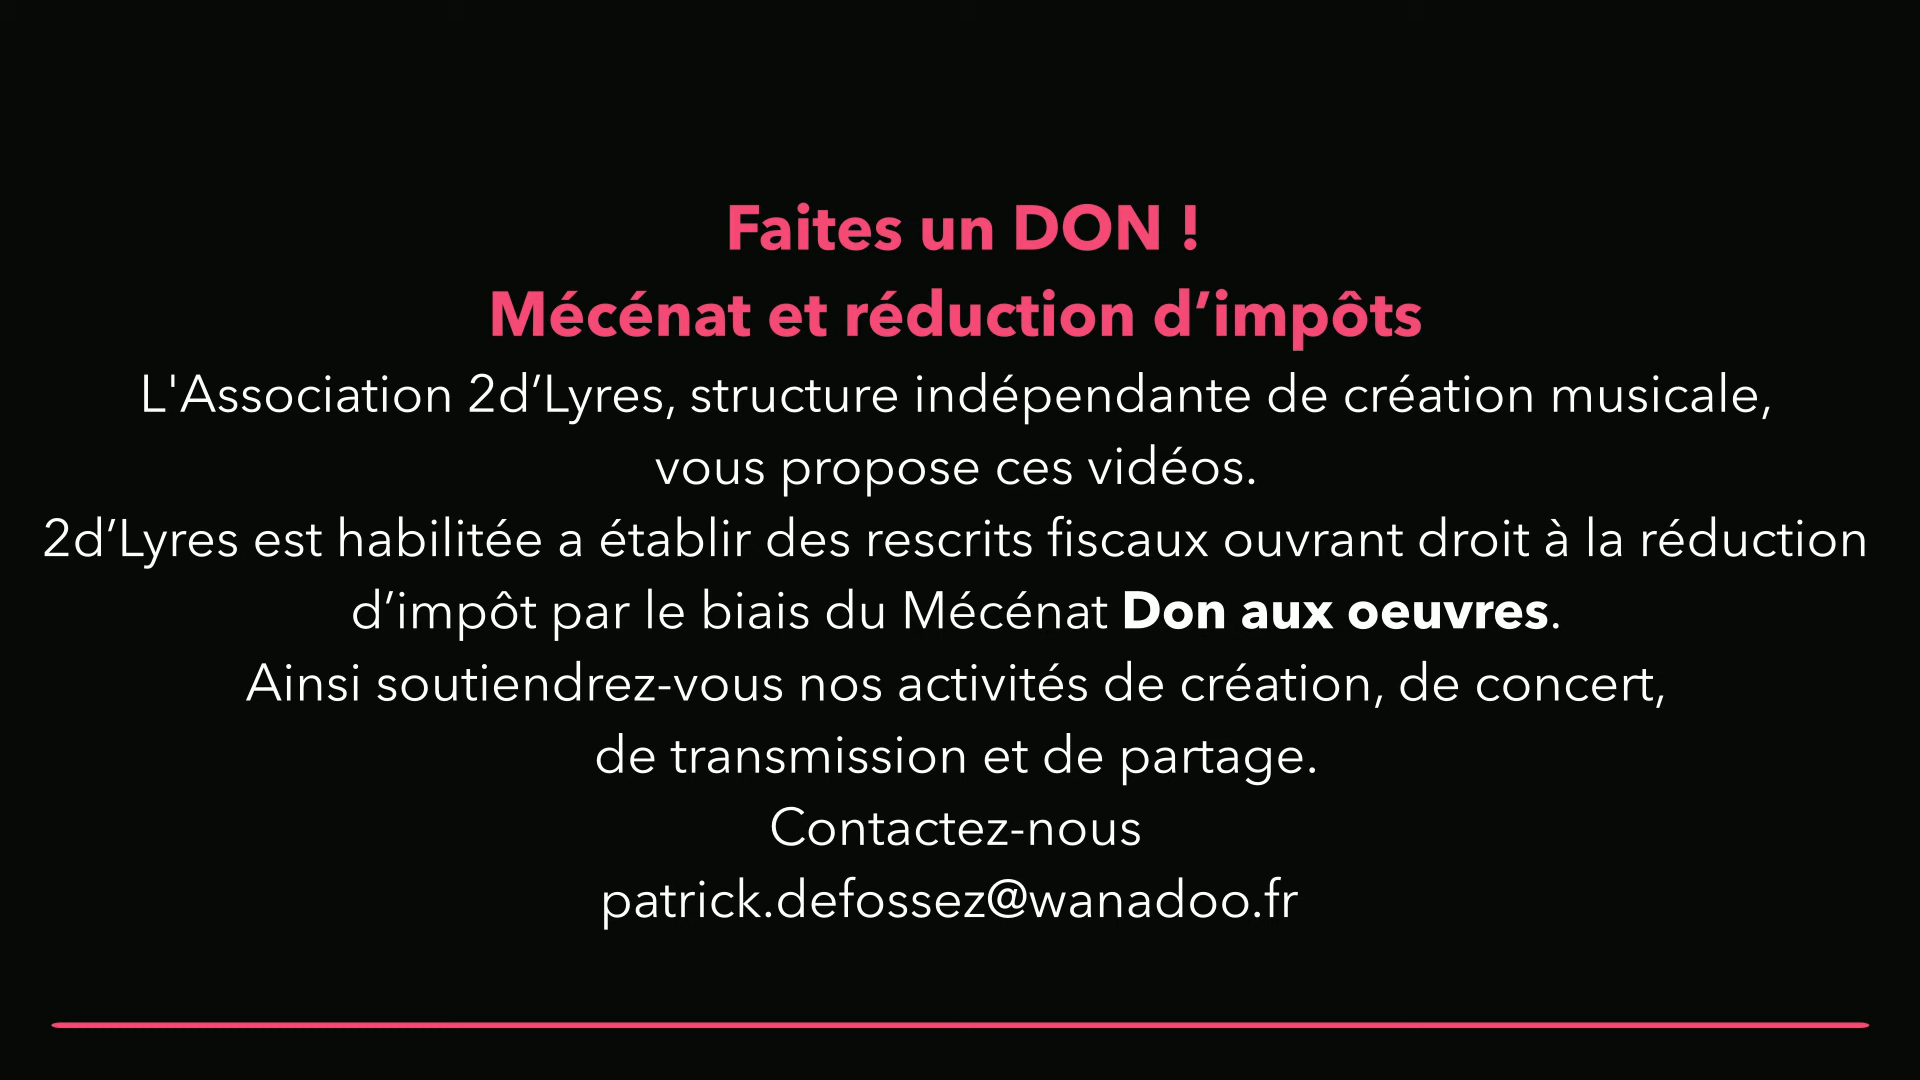 Faites un DON !
Mécénat et réduction d’impôts
L'Association 2d’Lyres, structure indépendante de création musicale,
vous propose ces vidéos.
2d’Lyres est habilitée a établir des rescrits fiscaux ouvrant droit à la réduction
d’impôt par le biais du Mécénat Don aux oeuvres.
Ainsi soutiendrez-vous nos activités de création, de concert,
de transmission et de partage.
Contactez-nous
patrick.defossez@wanadoo.fr